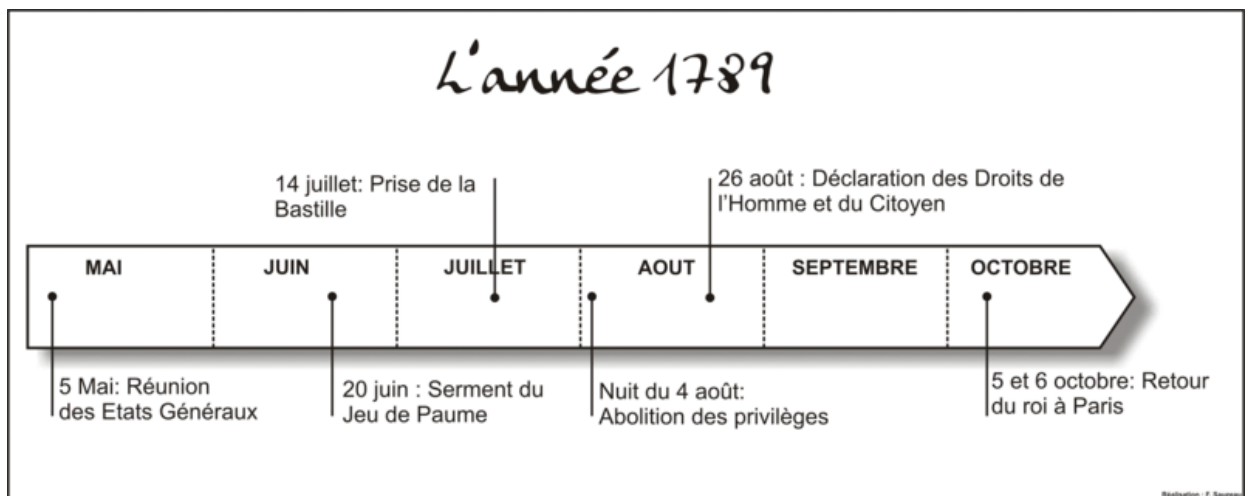 L'année 1789
14 juillet: Prise de la
Bastille
26 août : Déclaration des Droits de
l'Homme et du Citoyen
MAI
JUIN
JUILLET
AOUT
SEPTEMBRE
OCTOBRE
5 Mai: Réunion
des Etats Généraux
20 juin : Serment du
Jeu de Paume
Nuit du 4 août:
Abolition des privilèges
5 et 6 octobre: Retour
du roi à Paris
Réalisation : F.